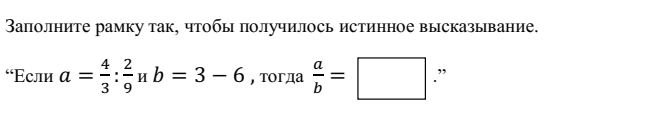 Заполните рамку так, чтобы получилось истинное высказывание.
“Если a = 4/3 : 2/9 и b = 3 − 6 , тогда a/b = .”